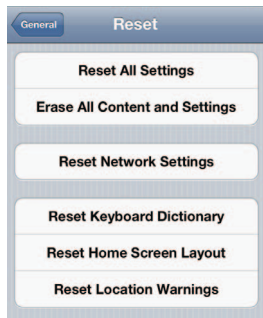 General
Reset
Reset All Settings
Erase All Content and Settings
Reset Network Settings
Reset Keyboard Dictionary
Reset Home Screen Layout
Reset Location Warnings